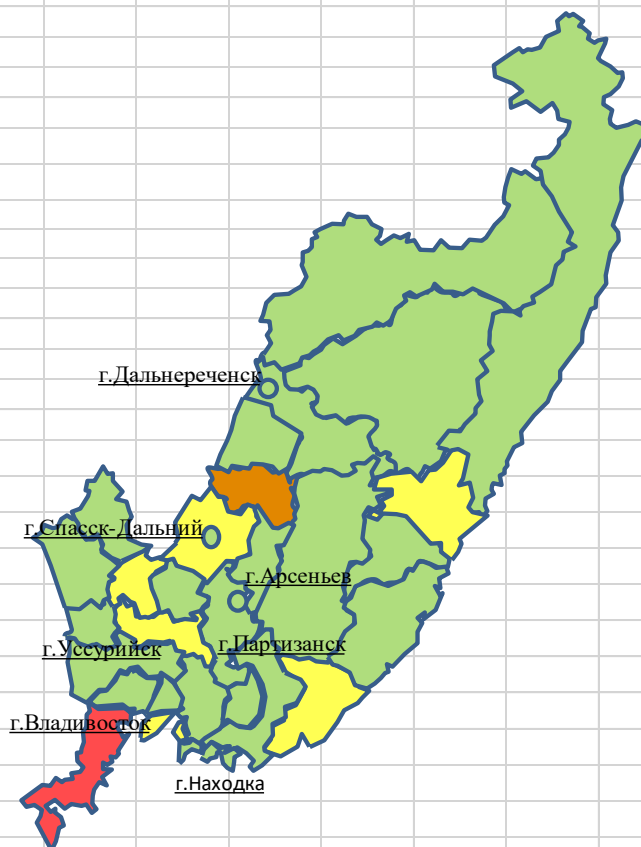 г.Дальнереченск
г.Спасск-Дальний
г.Арсеньев
г.Партизанск
г.Уссурийск
г.Владивосток
г.Находка